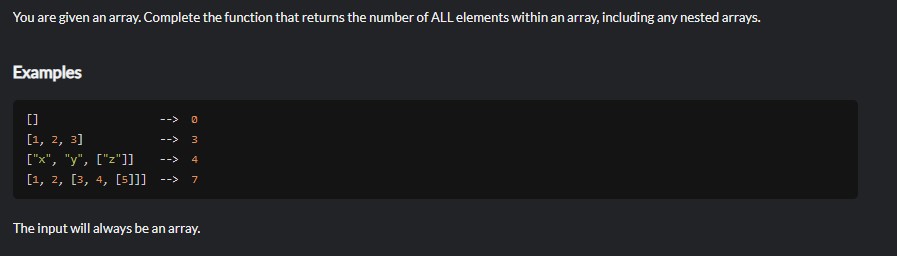 You are given an array. Complete the function that returns the number of ALL elements within an array, including any nested arrays.
Examples
[] --> 0
[1, 2, 3] --> 3
["x", "y", ["z"]] --> 4
[1, 2, [3, 4, [5]]] --> 7
The input will always be an array.